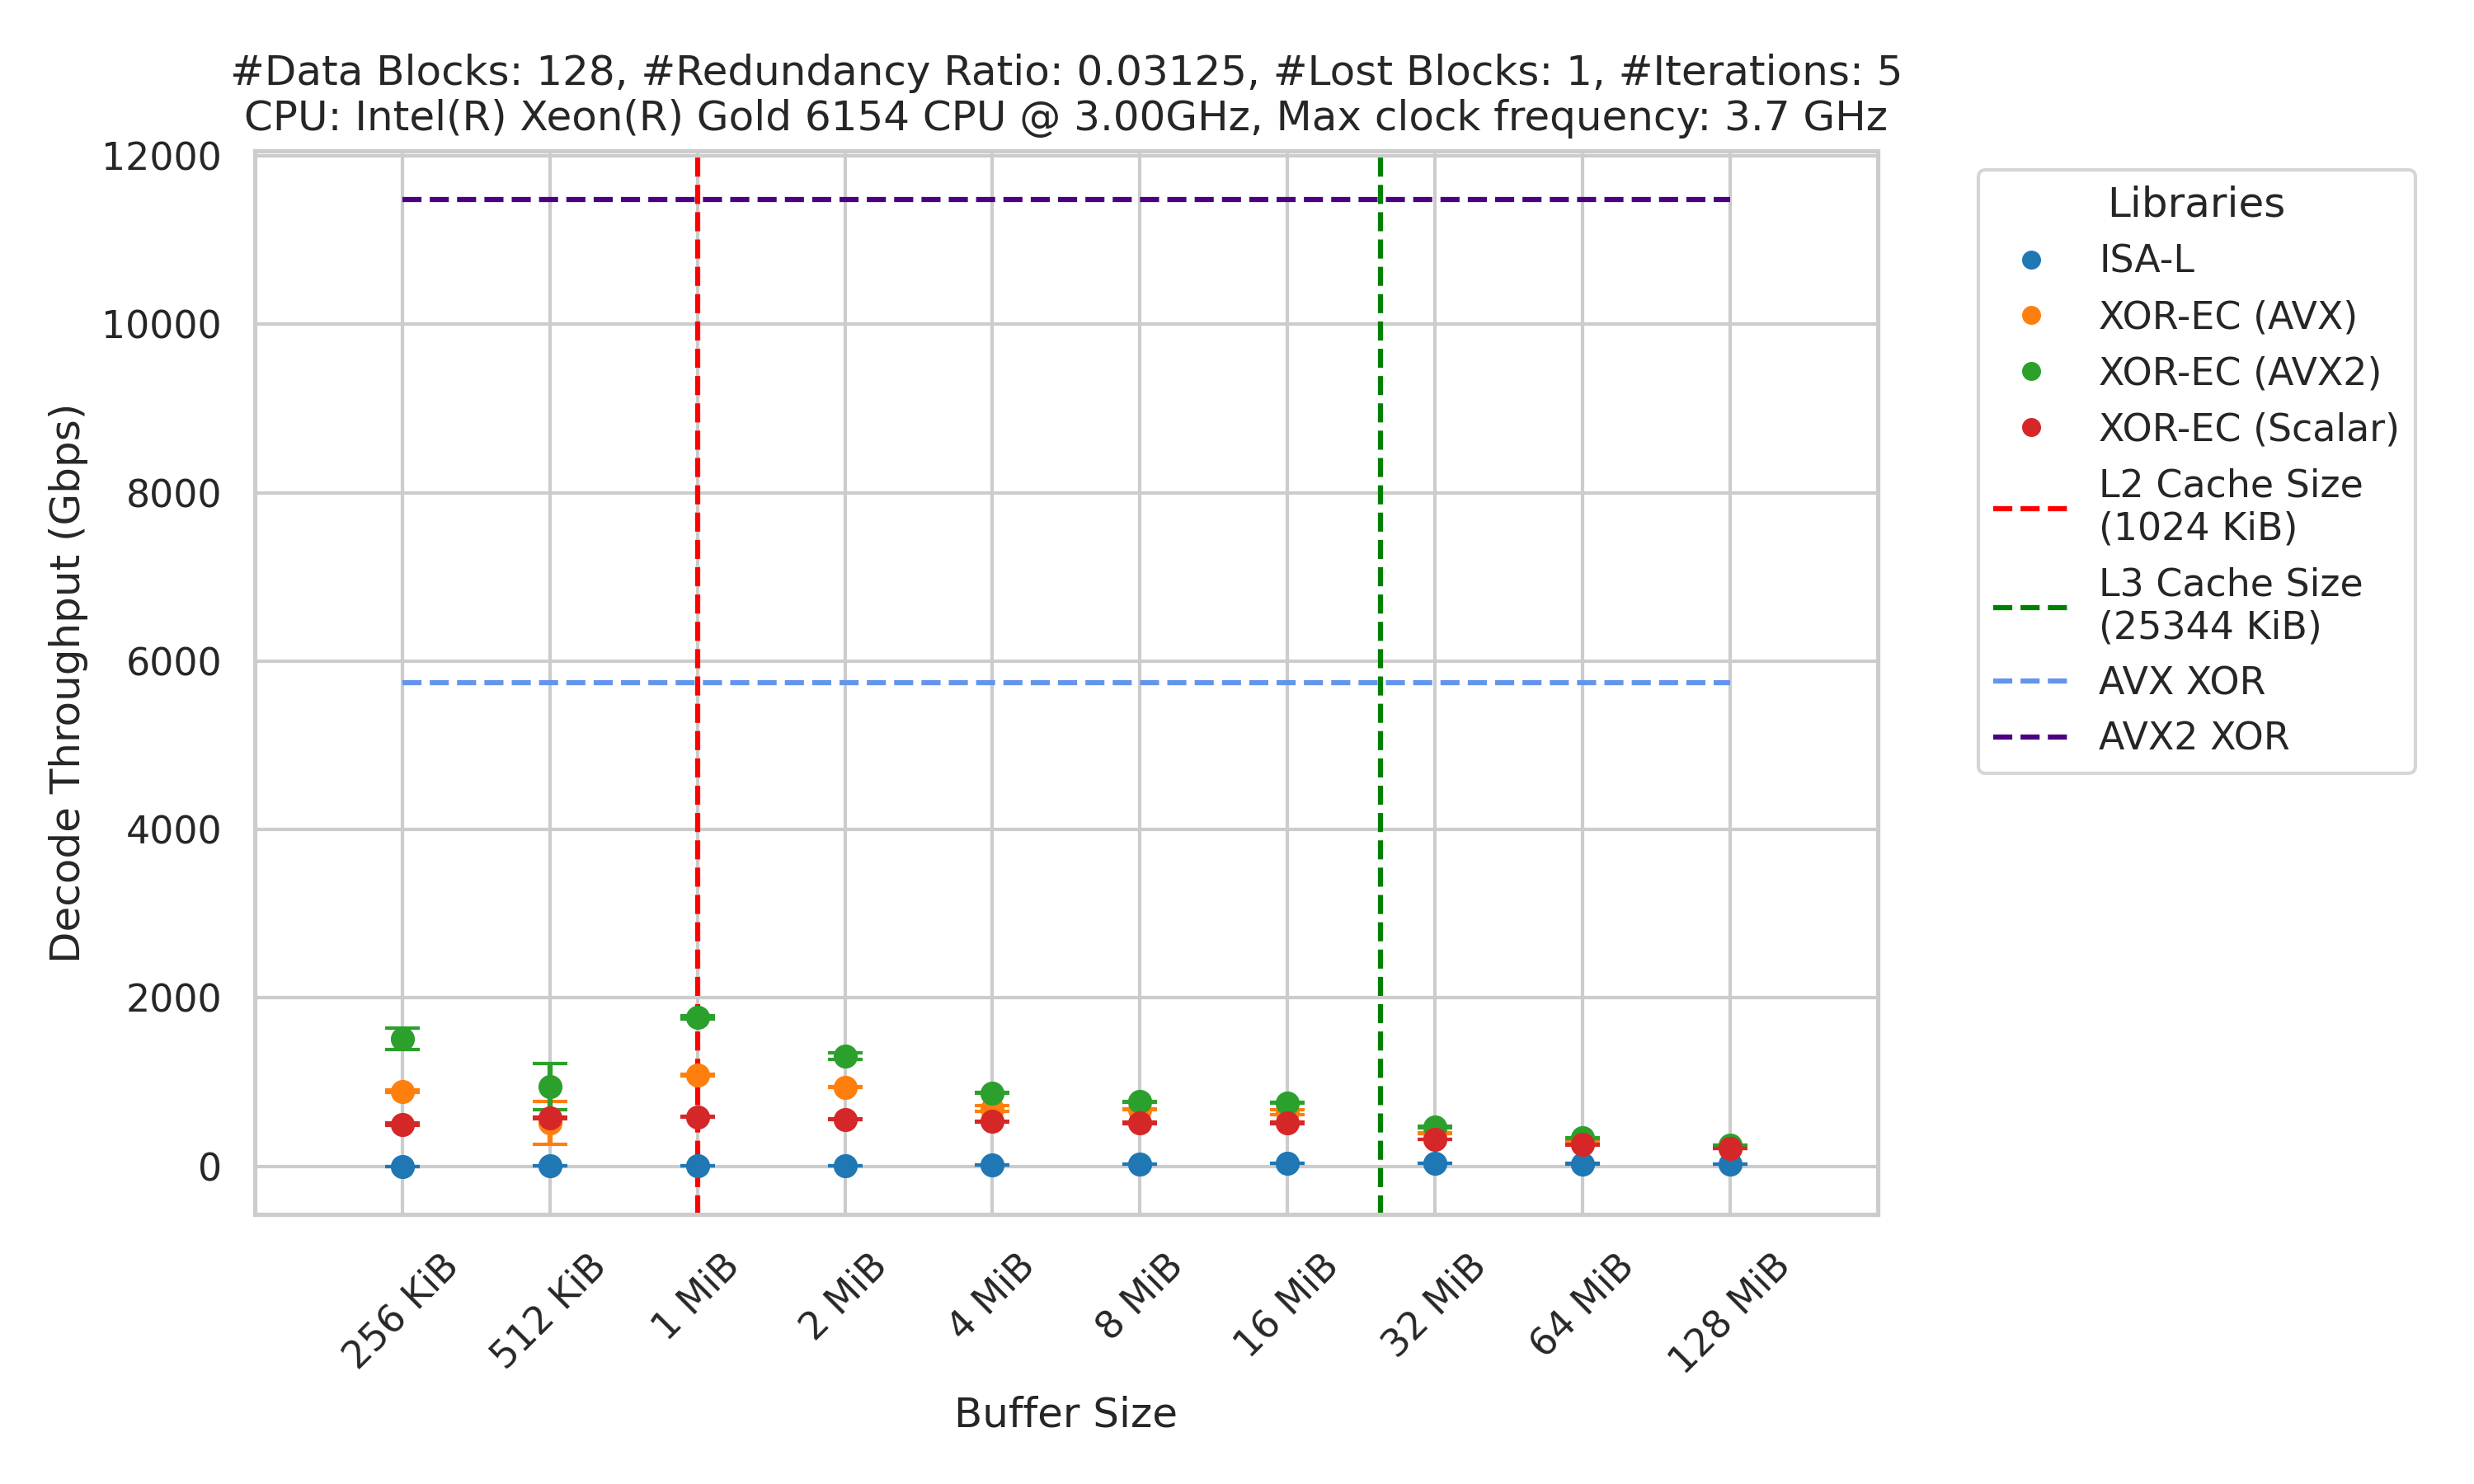 #Data Blocks: 128, #Redundancy Ratio: 0.03125, #Lost Blocks: 1, #Iterations: 5
CPU: Intel(R) Xeon(R) Gold 6154 CPU @ 3.00GHz, Max clock frequency: 3.7 GHz
Decode Throughput (Gbps)
12000
10000
8000
6000
4000
2000
0
256 KiB
512 KiB
1 MiB
2 MiB
4 MiB
8 MiB
16 MiB
32 MiB
64 MiB
128 MiB
Buffer Size
Libraries
ISA-L
XOR-EC (AVX)
XOR-EC (AVX2)
XOR-EC (Scalar)
L2 Cache Size
(1024 KiB)
L3 Cache Size
(25344 KiB)
AVX XOR
AVX2 XOR